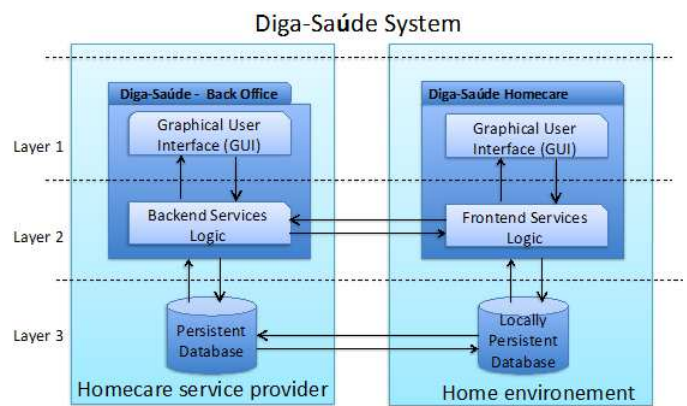 Diga-Saúde System
Diga-Saúde - Back Office
Diga-Saúde Homecare
Layer 1
Graphical User
Interface (GUI)
Graphical User
Interface (GUI)
Layer 2
Backend Services
Logic
Frontend Services
Logic
Layer 3
Persistent
Database
Locally
Persistent
Database
Homecare service provider
Home environement